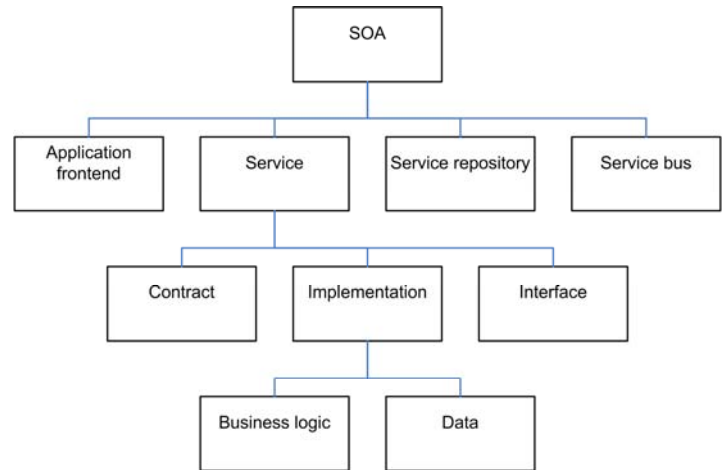 SOA
Application
frontend
Service
Service repository
Service bus
Contract
Implementation
Interface
Business logic
Data